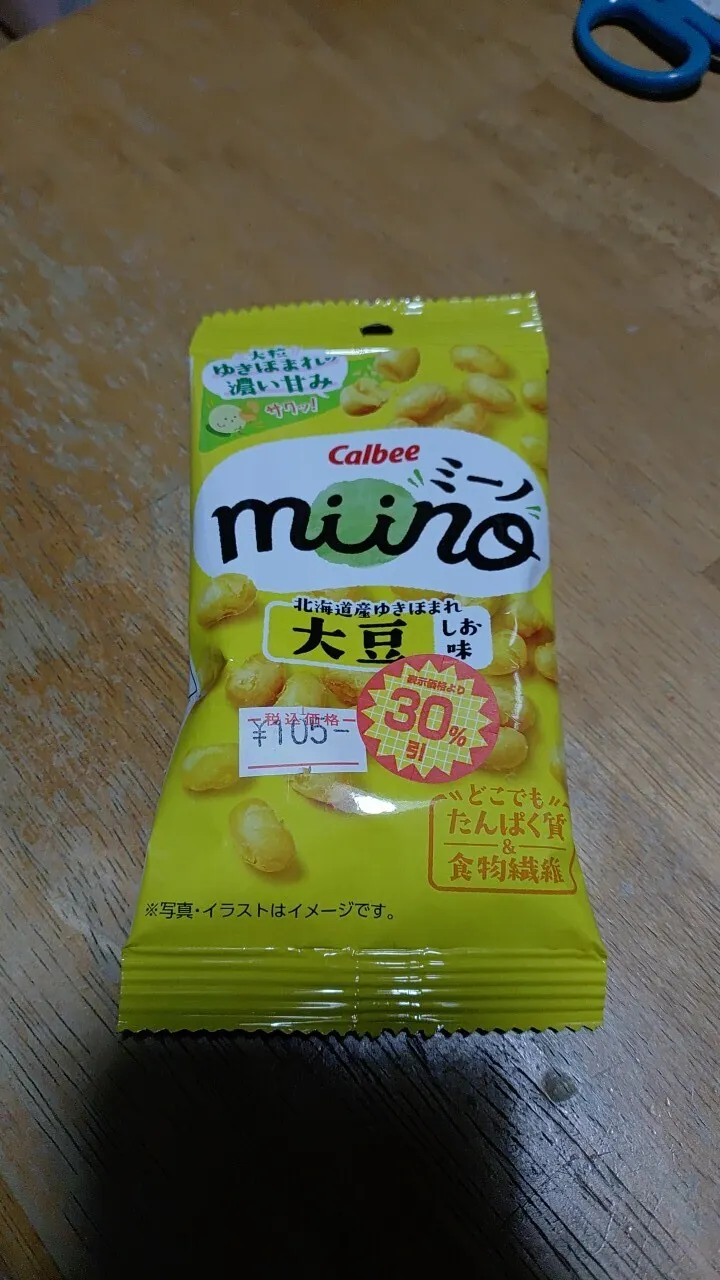 大粒
ゆきほまれの
濃い甘み
サクッ!
Calbee
ミーノ
miino
北海道産ゆきほまれ
大豆
しお
味
税込価格
¥105-
表示価格より
30%
引
どこでも
たんぱく質
&
食物繊維
※写真・イラストはイメージです。